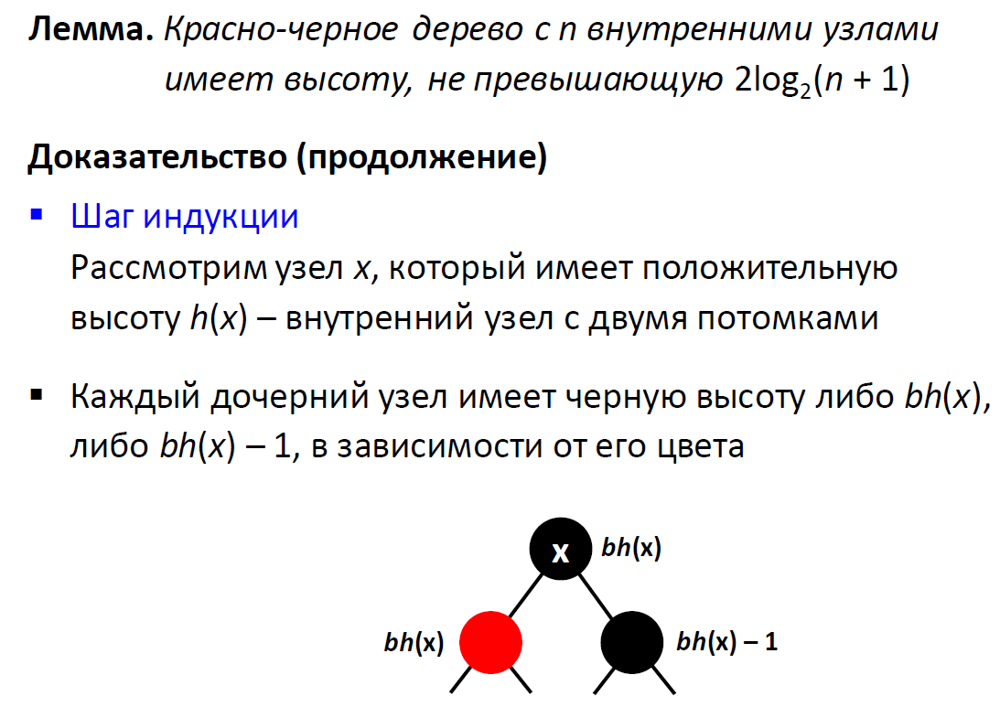 Лемма. Красно-черное дерево с n внутренними узлами
имеет высоту, не превышающую 2log₂(n + 1)
Доказательство (продолжение)
▪ Шаг индукции
Рассмотрим узел x, который имеет положительную
высоту h(x) – внутренний узел с двумя потомками
▪ Каждый дочерний узел имеет черную высоту либо bh(x),
либо bh(x) – 1, в зависимости от его цвета
x bh(x)
bh(x) bh(x) – 1